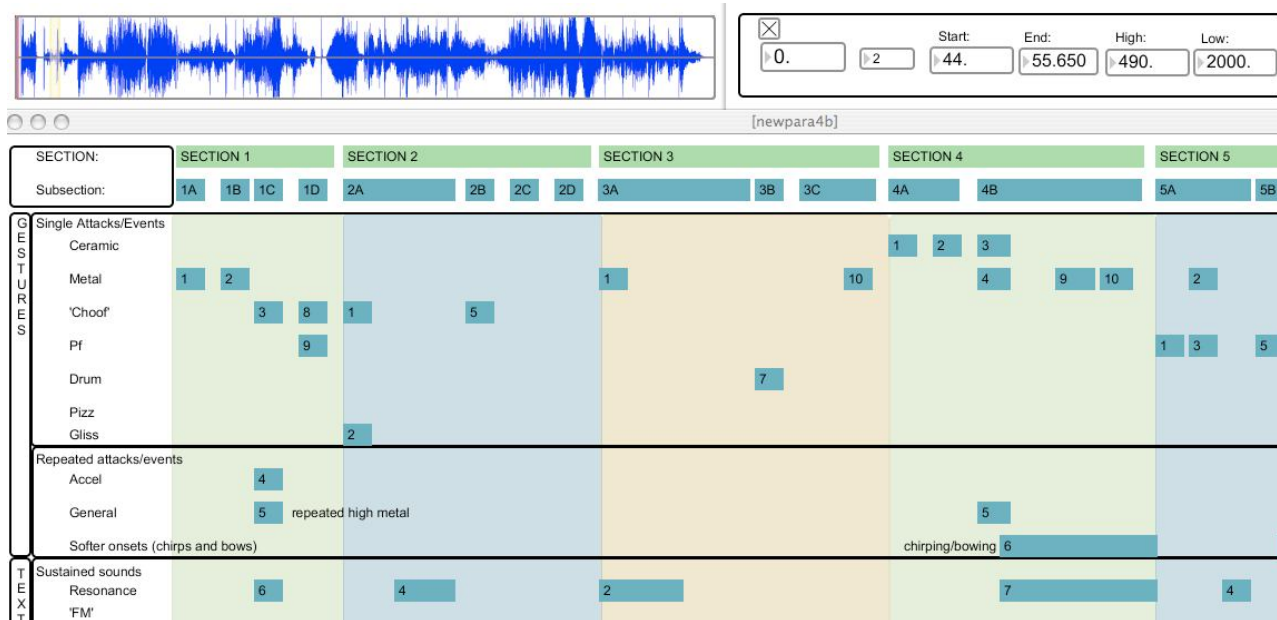 Start: End: High: Low:
0. 2 44. 55.650 490. 2000.
[newpara4b]
SECTION: SECTION 1 SECTION 2 SECTION 3 SECTION 4 SECTION 5
Subsection: 1A 1B 1C 1D 2A 2B 2C 2D 3A 3B 3C 4A 4B 5A 5B
GESTURES
Single Attacks/Events
Ceramic 1 2 3
Metal 1 2 1 10 4 9 10 2
'Choof' 3 8 1 5
Pf 9 1 3 5
Drum 7
Pizz
Gliss 2
Repeated attacks/events
Accel 4
General 5 repeated high metal 5
Softer onsets (chirps and bows) chirping/bowing 6
TEXT
Sustained sounds
Resonance 6 4 2 7 4
'FM'